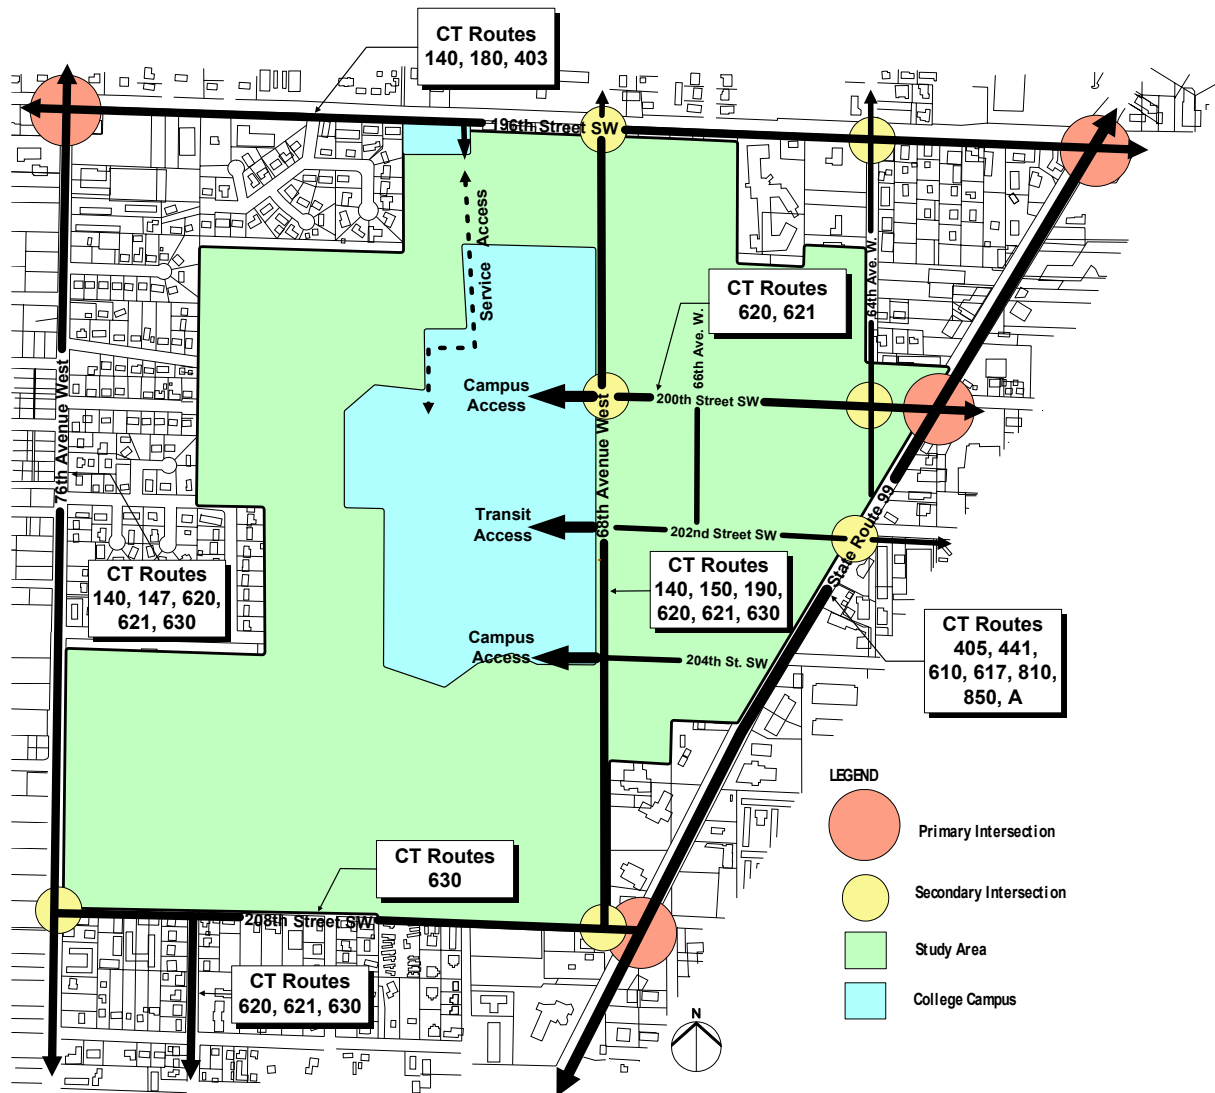 CT Routes
140, 180, 403
196th Street SW
Service Access
64th Ave. W.
CT Routes
620, 621
66th Ave. W.
Campus
Access
200th Street SW
76th Avenue West
68th Avenue West
State Route 99
Transit
Access
202nd Street SW
CT Routes
140, 147, 620,
621, 630
CT Routes
140, 150, 190,
620, 621, 630
CT Routes
405, 441,
610, 617, 810,
850, A
Campus
Access
204th St. SW
LEGEND
Primary Intersection
CT Routes
630
Secondary Intersection
208th Street SW
Study Area
CT Routes
620, 621, 630
College Campus
N